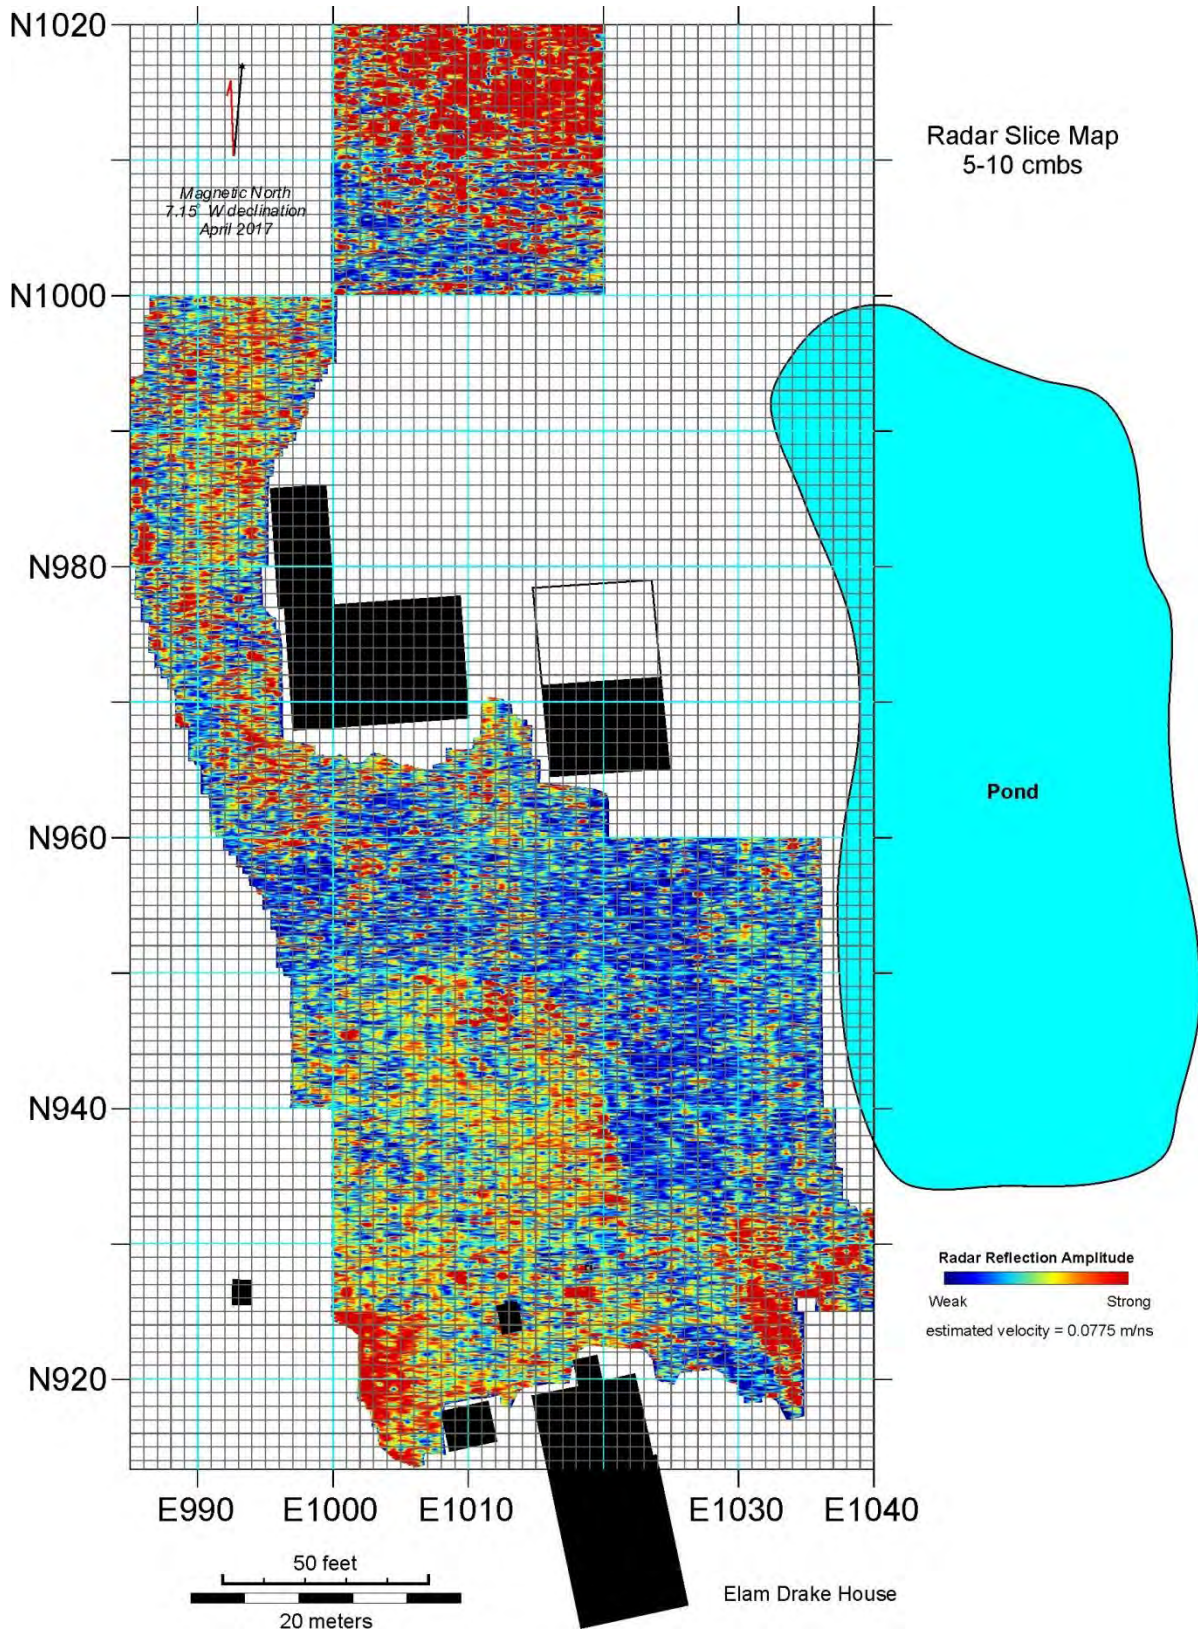 N1020
Radar Slice Map
5-10 cmbs
Magnetic North
7.15° W declination
April 2017
N1000
N980
Pond
N960
N940
Radar Reflection Amplitude
Weak Strong
estimated velocity = 0.0775 m/ns
N920
E990 E1000 E1010 E1030 E1040
50 feet
Elam Drake House
20 meters